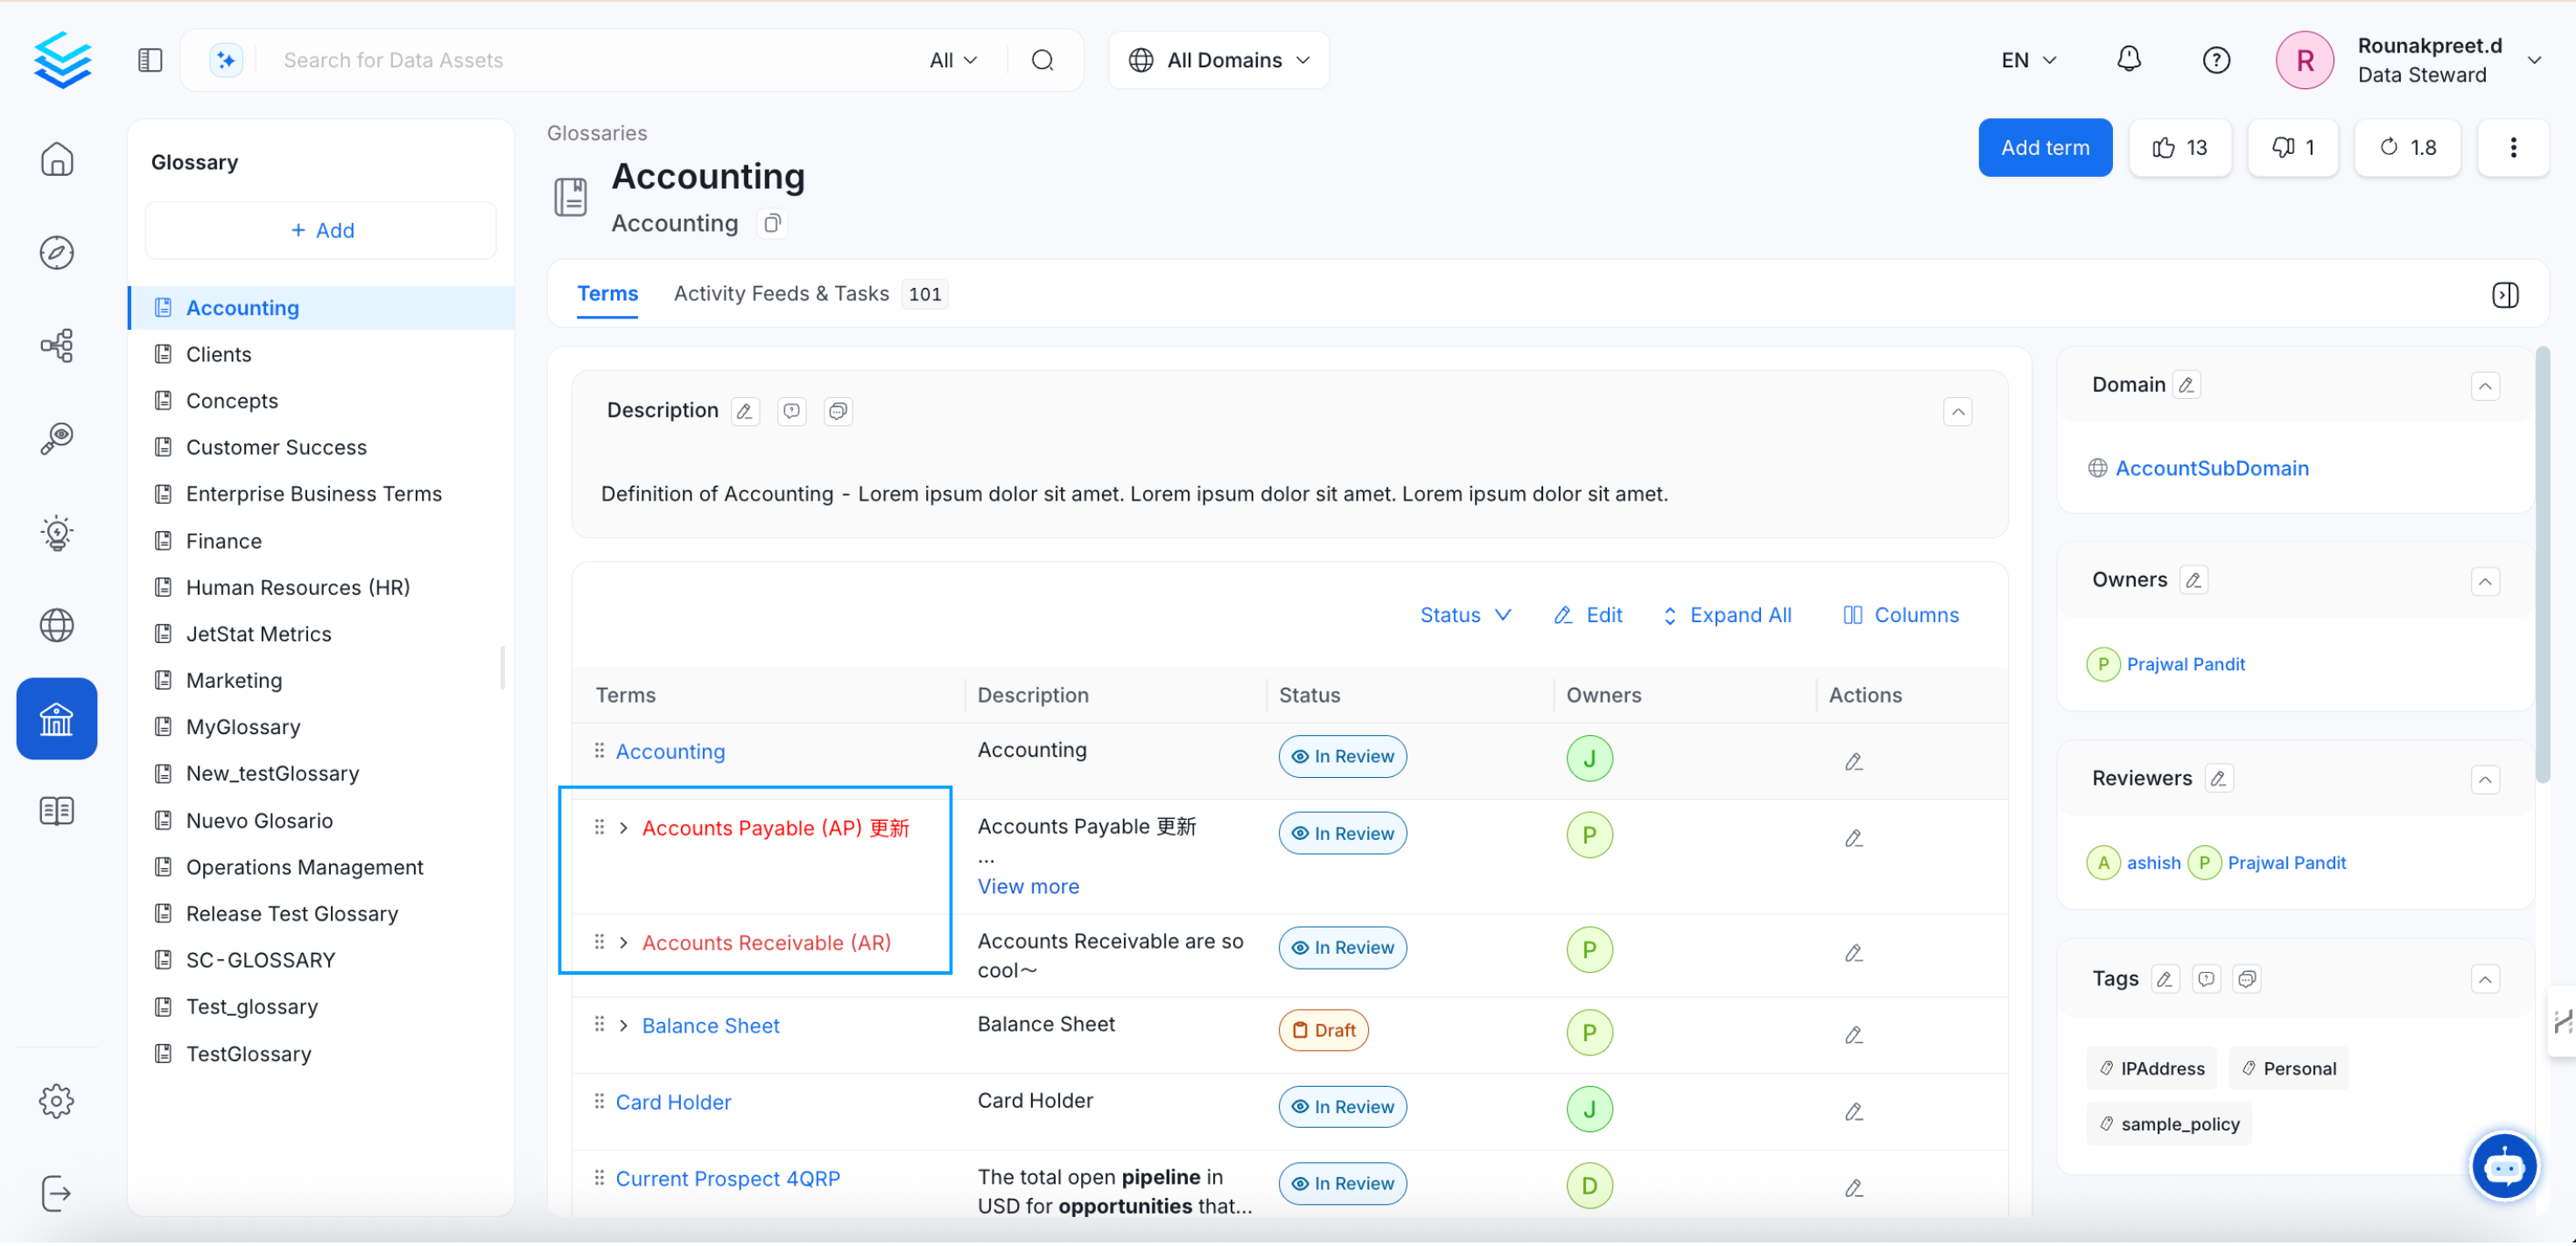 Search for Data Assets
All
All Domains
EN
R
Rounakpreet.d
Data Steward
Glossary
+ Add
Accounting
Clients
Concepts
Customer Success
Enterprise Business Terms
Finance
Human Resources (HR)
JetStat Metrics
Marketing
MyGlossary
New_testGlossary
Nuevo Glosario
Operations Management
Release Test Glossary
SC-GLOSSARY
Test_glossary
TestGlossary
Glossaries
Accounting
Accounting
Add term
13
1
1.8
Terms
Activity Feeds & Tasks 101
Description
Definition of Accounting - Lorem ipsum dolor sit amet. Lorem ipsum dolor sit amet. Lorem ipsum dolor sit amet.
Status
Edit
Expand All
Columns
Terms Description Status Owners Actions
Accounting Accounting In Review J
Accounts Payable (AP) 更新 Accounts Payable 更新 In Review P
...
View more
Accounts Receivable (AR) Accounts Receivable are so In Review P
cool～
Balance Sheet Balance Sheet Draft P
Card Holder Card Holder In Review J
Current Prospect 4QRP The total open pipeline in In Review D
USD for opportunities that...
Domain
AccountSubDomain
Owners
P Prajwal Pandit
Reviewers
A ashish P Prajwal Pandit
Tags
IPAddress Personal
sample_policy